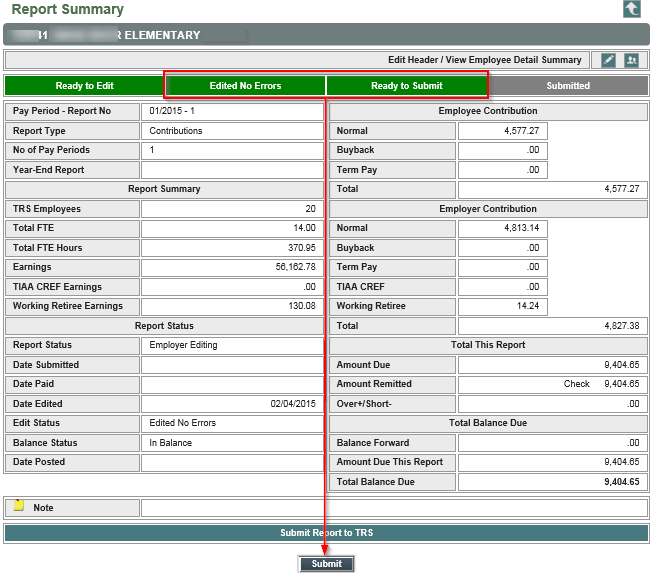 Report Summary
ELEMENTARY
Edit Header / View Employee Detail Summary
Ready to Edit Edited No Errors Ready to Submit Submitted
Pay Period - Report No 01/2015 - 1 Employee Contribution
Report Type Contributions Normal 4,577.27
No of Pay Periods 1 Buyback .00
Year-End Report Term Pay .00
Report Summary Total 4,577.27
TRS Employees 20 Employer Contribution
Total FTE 14.00 Normal 4,813.14
Total FTE Hours 370.95 Buyback .00
Earnings 56,162.78 Term Pay .00
TIAA CREF Earnings .00 TIAA CREF .00
Working Retiree Earnings 130.08 Working Retiree 14.24
Report Status Total 4,827.38
Report Status Employer Editing Total This Report
Date Submitted Amount Due 9,404.65
Date Paid Amount Remitted Check 9,404.65
Date Edited 02/04/2015 Over+/Short- .00
Edit Status Edited No Errors Total Balance Due
Balance Status In Balance Balance Forward .00
Date Posted Amount Due This Report 9,404.65
Total Balance Due 9,404.65
Note
Submit Report to TRS
Submit